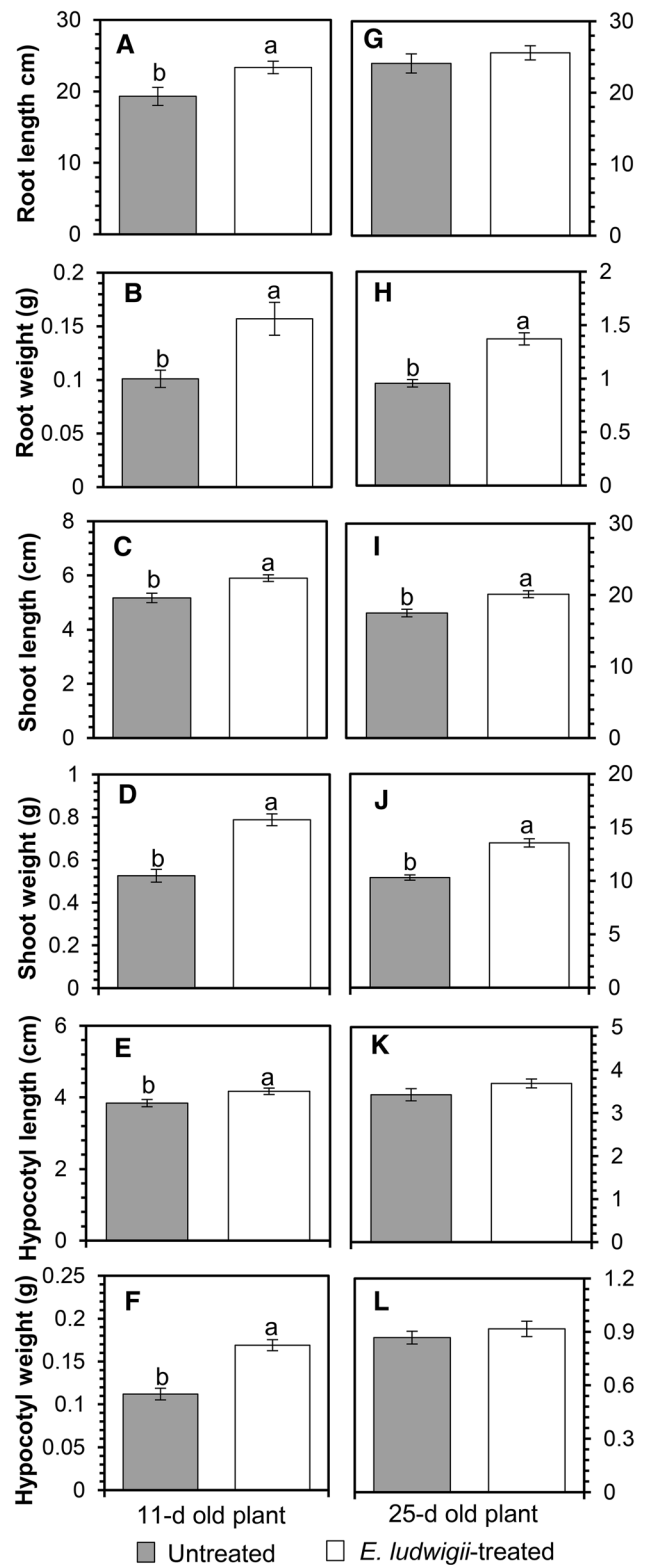 30 A a G 30
b
20 20
10 10
0 0
Root length cm)
0.2 B a H 2
0.15 a 1.5
b b
0.1 1
0.05 0.5
0 0
Root weight (g)
8 C a I 30
6 b a
b 20
4
2 10
0 0
Shoot length (cm)
1 D a J 20
0.8 a 15
b b
0.6 10
0.4
0.2 5
0 0
Shoot weight (g)
6 E K 5
b a 4
4 3
2 2
1
0 0
Hypocotyl length (cm)
0.25 F L 1.2
0.2 a 0.9
0.15 b
0.1 0.6
0.05 0.3
0 0
Hypocotyl weight (g)
11-d old plant 25-d old plant
Untreated E. ludwigii-treated